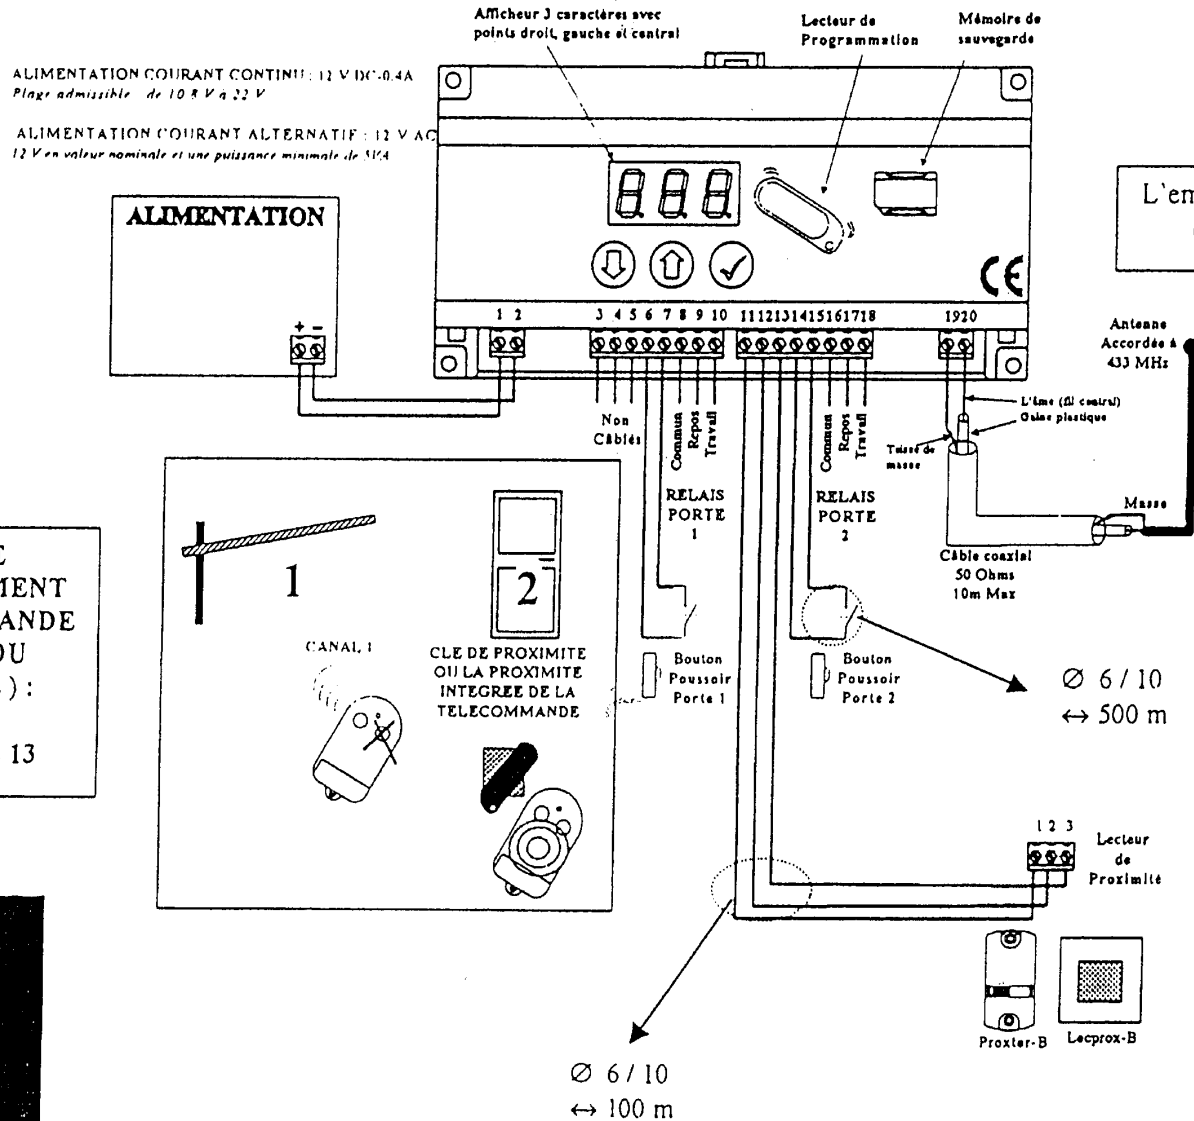 Afficheur 3 caractères avec
points droit, gauche et central
Lecteur de
Programmation
Mémoire de
sauvegarde
ALIMENTATION COURANT CONTINU : 12 V DC-0.4A
Plage admissible de 10 8 V à 22 V
ALIMENTATION COURANT ALTERNATIF : 12 V AC
12 V en valeur nominale et une puissance minimale de 5VA
ALIMENTATION
+ -
C
CE
1 2
3 4 5 6 7 8 9 10
11 12 13 14 15 16 17 18
19 20
L'em
Antenne
Accordée à
433 MHz
L'âme (fil central)
Gaine plastique
Tresse de
masse
Masse
Câble coaxial
50 Ohms
10m Max
Non
Câblés
Commun
Repos
Travail
RELAIS
PORTE
1
Commun
Repos
Travail
RELAIS
PORTE
2
E
MENT
ANDE
OU
) :
13
1
2
CANAL 1
CLE DE PROXIMITE
OU LA PROXIMITE
INTEGREE DE LA
TELECOMMANDE
Bouton
Poussoir
Porte 1
Bouton
Poussoir
Porte 2
Ø 6 / 10
↔ 500 m
1 2 3
Lecteur
de
Proximité
Proxter-B
Lecprox-B
Ø 6 / 10
↔ 100 m